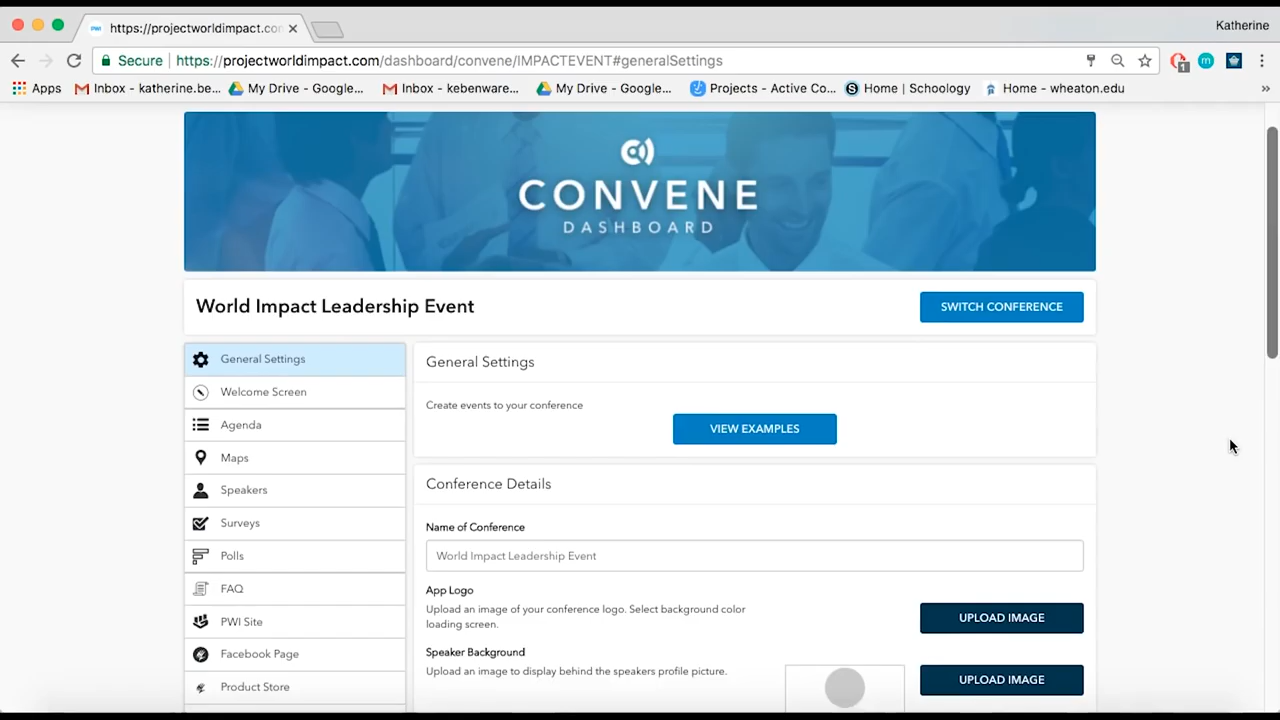 https://projectworldimpact.co
Katherine
Secure
https://projectworldimpact.com/dashboard/convene/IMPACTEVENT#generalSettings
1
Apps
Inbox - katherine.be...
My Drive - Google...
Inbox - kebenware...
My Drive - Google...
Projects - Active Co...
Home | Schoology
Home - wheaton.edu
CONVENE
DASHBOARD
World Impact Leadership Event
SWITCH CONFERENCE
General Settings
Welcome Screen
Agenda
Maps
Speakers
Surveys
Polls
FAQ
PWI Site
Facebook Page
Product Store
General Settings
Create events to your conference
VIEW EXAMPLES
Conference Details
Name of Conference
World Impact Leadership Event
App Logo
Upload an image of your conference logo. Select background color
loading screen.
UPLOAD IMAGE
Speaker Background
Upload an image to display behind the speakers profile picture.
UPLOAD IMAGE